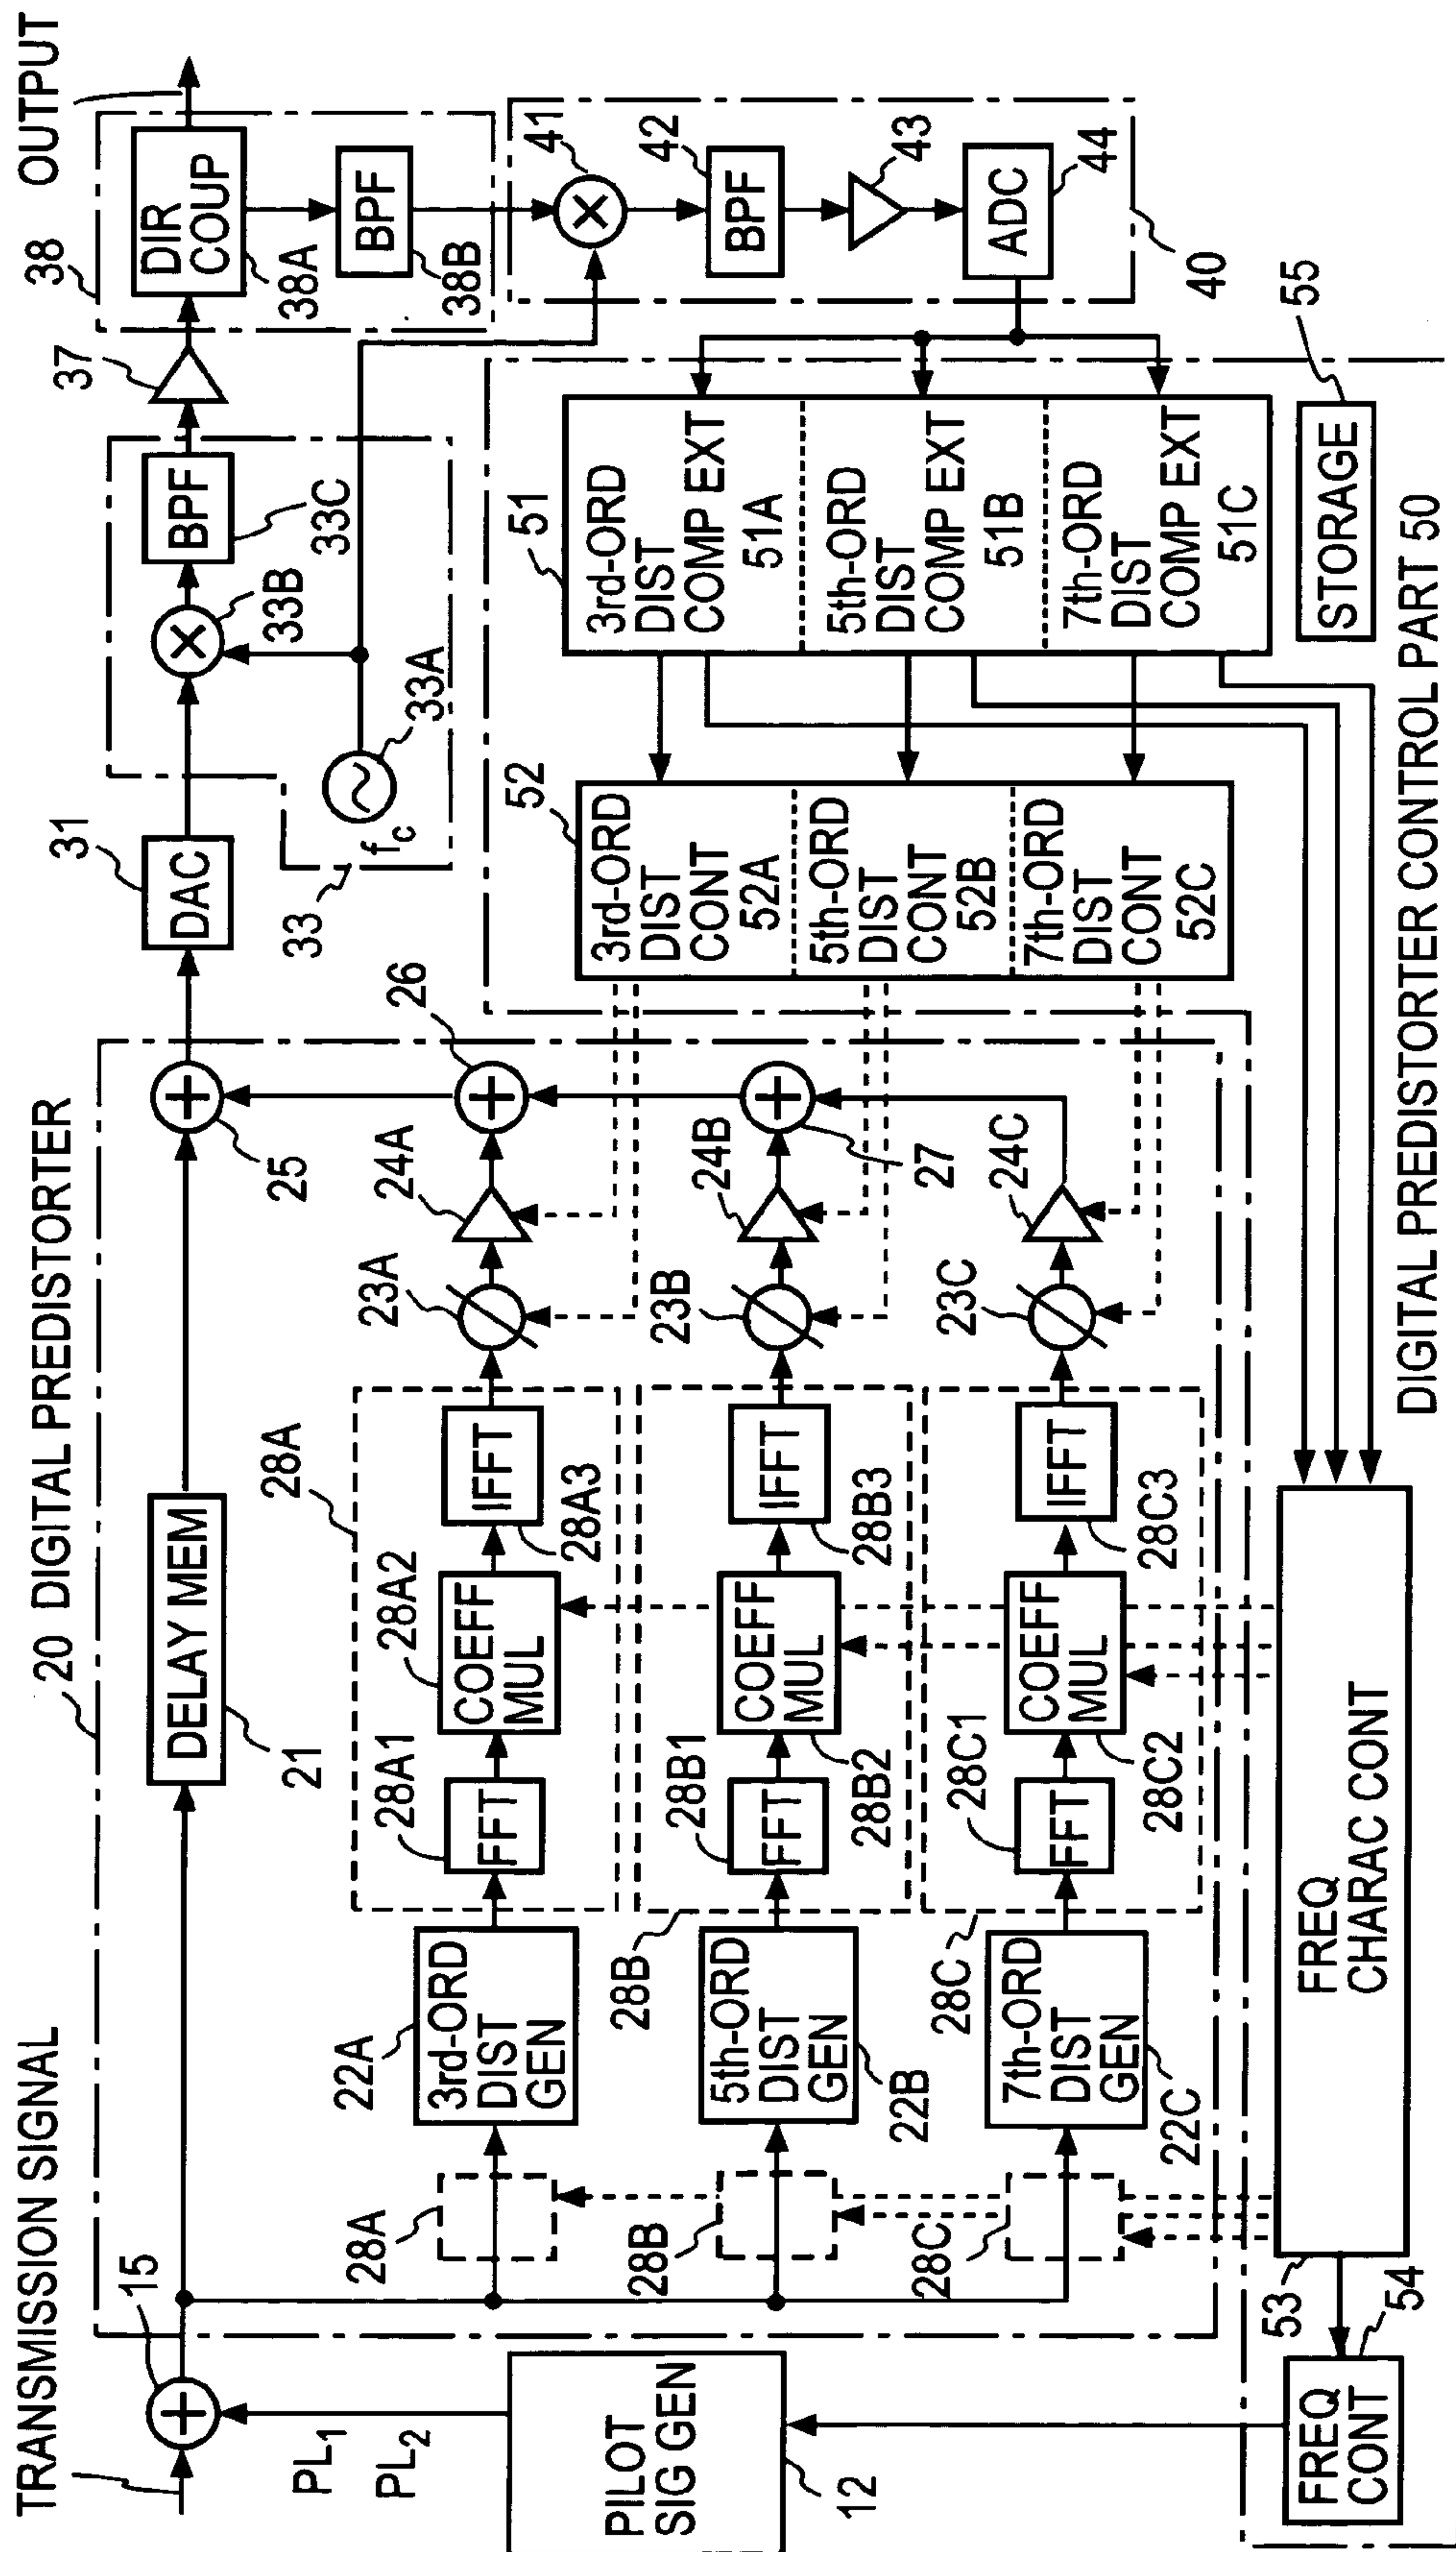 TRANSMISSION SIGNAL
15
PL1
PL2
PILOT
SIG GEN
12
20 DIGITAL PREDISTORTER
DELAY MEM
21
25
28A
22A
3rd-ORD
DIST
GEN
28A
28A1
FFT
28A2
COEFF
MUL
IFFT
28A3
23A
24A
26
28B
22B
5th-ORD
DIST
GEN
28B
28B1
FFT
COEFF
MUL
28B2
IFFT
28B3
23B
24B
27
28C
22C
7th-ORD
DIST
GEN
28C
28C1
FFT
COEFF
MUL
28C2
IFFT
28C3
23C
24C
31
DAC
33
fc
33A
33B
BPF
33C
37
38
DIR
COUP
38A
BPF
38B
OUTPUT
41
42
BPF
43
ADC
44
40
51
3rd-ORD
DIST
COMP EXT
51A
5th-ORD
DIST
COMP EXT
51B
7th-ORD
DIST
COMP EXT
51C
52
3rd-ORD
DIST
CONT
52A
5th-ORD
DIST
CONT
52B
7th-ORD
DIST
CONT
52C
55
STORAGE
FREQ
CHARAC CONT
53
FREQ
CONT
54
DIGITAL PREDISTORTER CONTROL PART 50